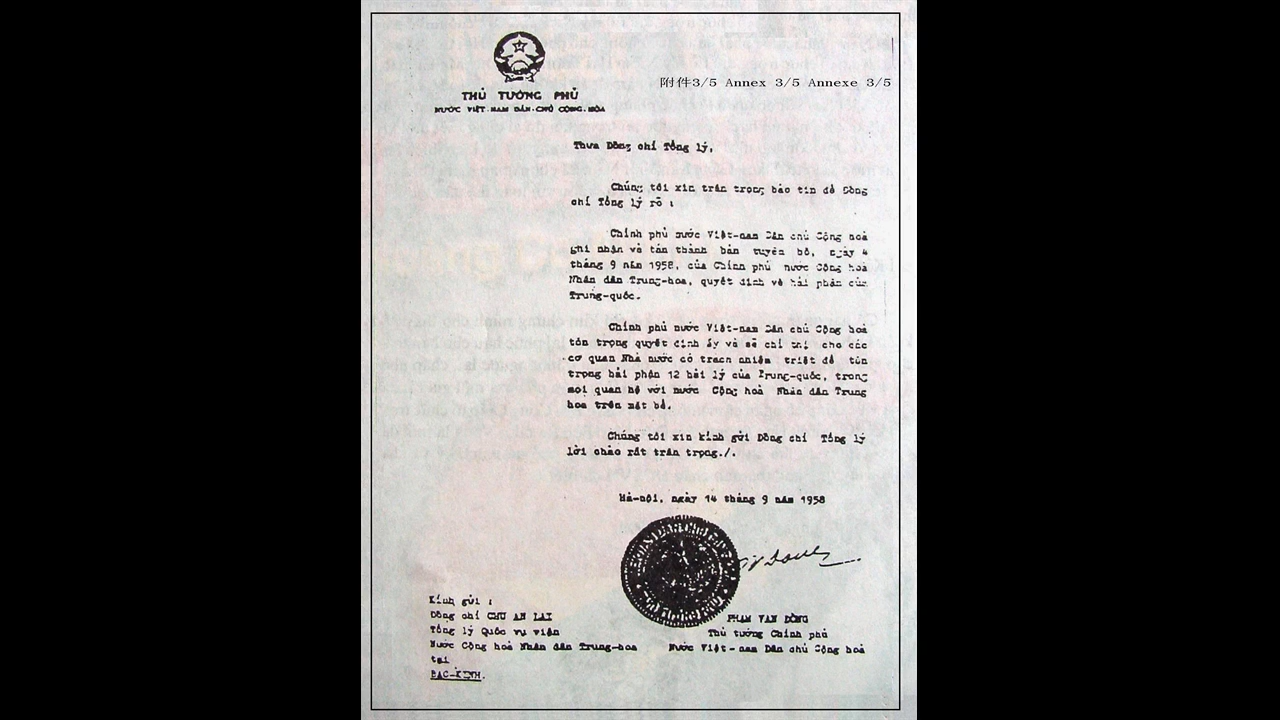 附件3/5 Annex 3/5 Annexe 3/5
THỦ TƯỚNG PHỦ
NƯỚC VIỆT-NAM DÂN-CHỦ CỘNG-HÒA
Thưa Đồng chí Tổng lý,
Chúng tôi xin trân trọng báo tin để Đồng
chí Tổng lý rõ :
Chính phủ nước Việt-nam Dân chủ Cộng hoà
ghi nhận và tán thành bản tuyên bố, ngày 4
tháng 9 năm 1958, của Chính phủ nước Cộng hoà
Nhân dân Trung-hoa, quyết định về hải phận của
Trung-quốc.
Chính phủ nước Việt-nam Dân chủ Cộng hoà
tôn trọng quyết định ấy và sẽ chỉ thị cho các
cơ quan Nhà nước có trách nhiệm triệt để tôn
trọng hải phận 12 hải lý của Trung-quốc, trong
mọi quan hệ với nước Cộng hoà Nhân dân Trung
hoa trên mặt bể.
Chúng tôi xin kính gửi Đồng chí Tổng lý
lời chào rất trân trọng./.
Hà-nội, ngày 14 tháng 9 năm 1958
Kính gửi :
Đồng chí CHU AN LAI
Tổng lý Quốc vụ viện
Nước Cộng hoà Nhân dân Trung-hoa
tại
BẮC-KINH.
PHẠM VĂN ĐỒNG
Thủ tướng Chính phủ
Nước Việt-nam Dân chủ Cộng hoà